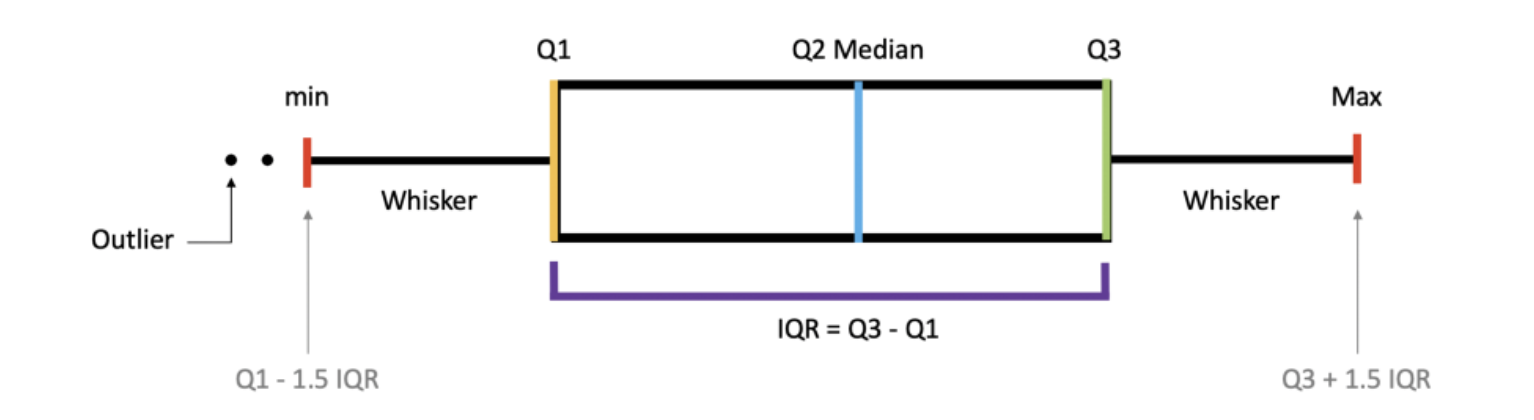 Q1
Q2 Median
Q3
min
Max
Whisker
Whisker
Outlier
IQR = Q3 - Q1
Q1 - 1.5 IQR
Q3 + 1.5 IQR